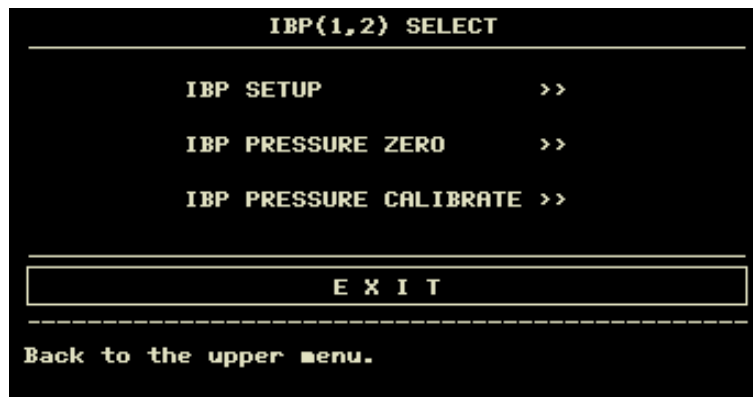 IBP(1,2) SELECT
IBP SETUP >>
IBP PRESSURE ZERO >>
IBP PRESSURE CALIBRATE >>
E X I T
Back to the upper menu.